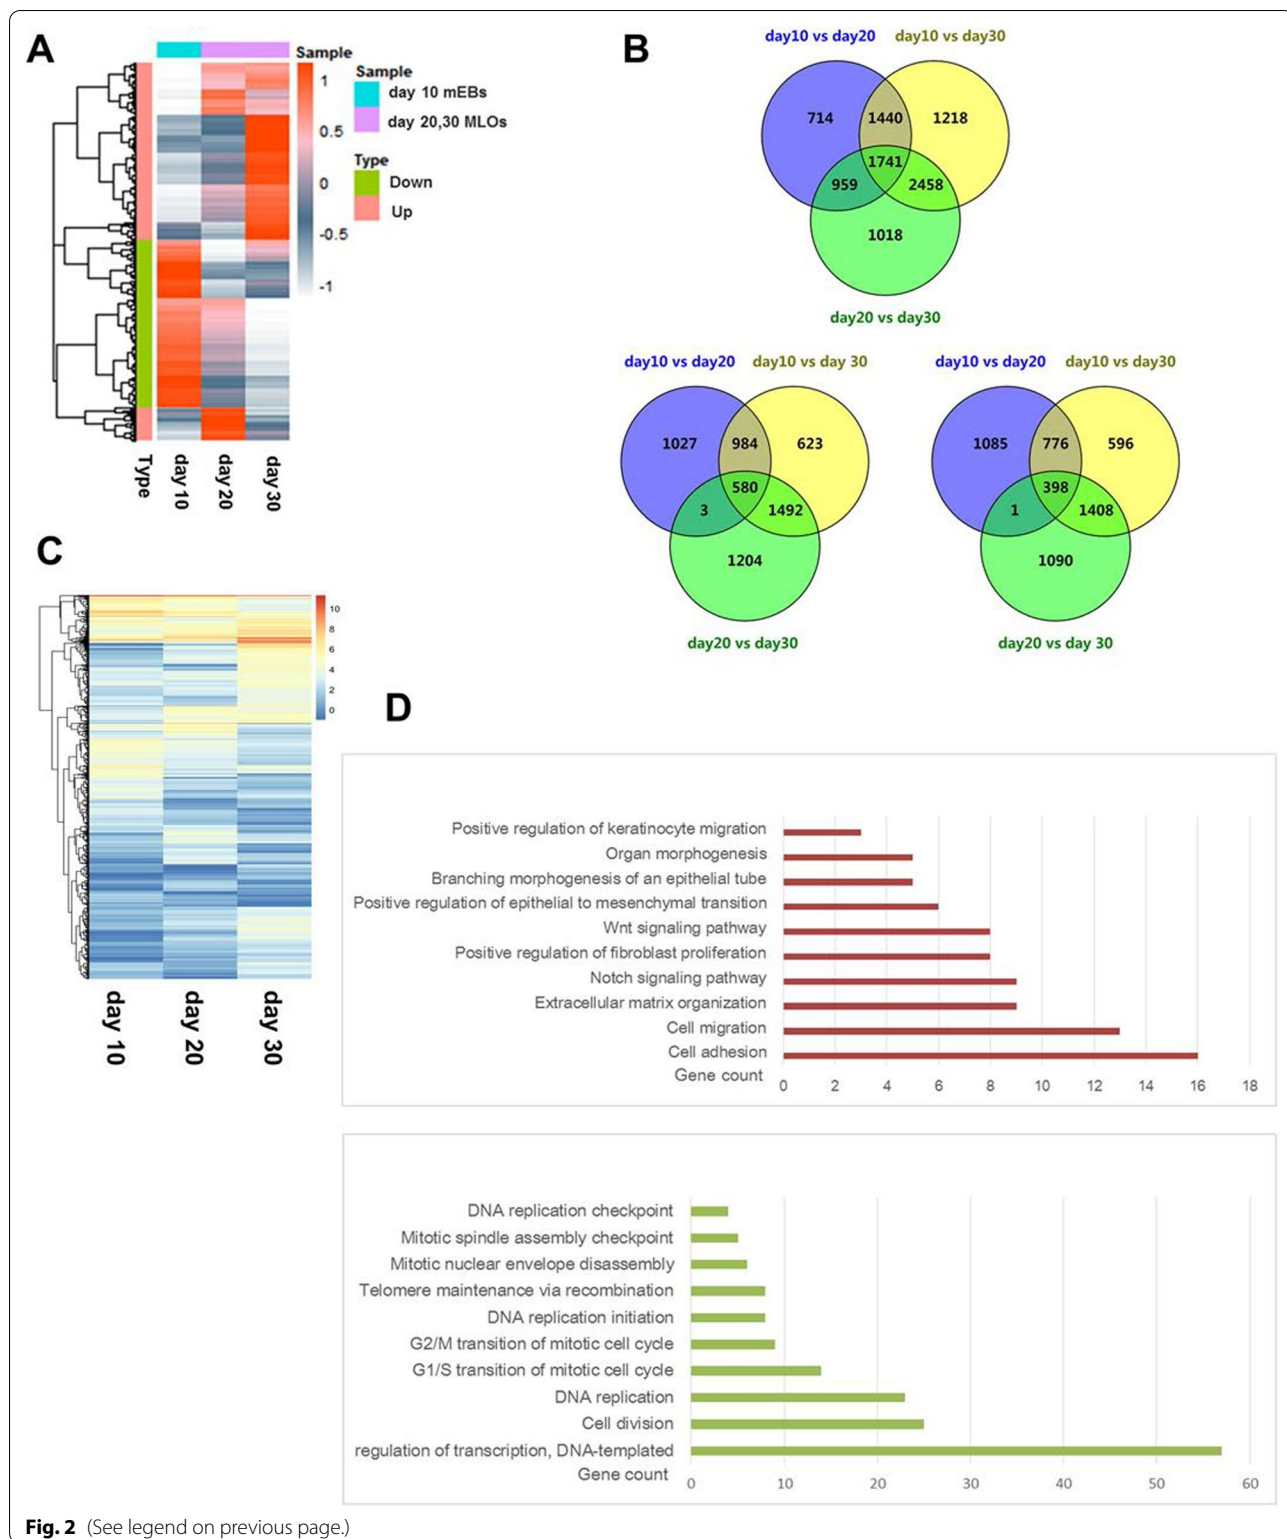 A
Sample
1
0.5
0
-0.5
-1
Sample
day 10 mEBs
day 20,30 MLOs
Type
Down
Up
Type
day 10
day 20
day 30
B
day10 vs day20
day10 vs day30
714
1440
1218
1741
959
2458
1018
day20 vs day30
day10 vs day20
day10 vs day 30
1027
984
623
580
3
1492
1204
day20 vs day30
day10 vs day20
day10 vs day30
1085
776
596
398
1
1408
1090
day20 vs day 30
C
10
8
6
4
2
0
day 10
day 20
day 30
D
Positive regulation of keratinocyte migration
Organ morphogenesis
Branching morphogenesis of an epithelial tube
Positive regulation of epithelial to mesenchymal transition
Wnt signaling pathway
Positive regulation of fibroblast proliferation
Notch signaling pathway
Extracellular matrix organization
Cell migration
Cell adhesion
Gene count
0 2 4 6 8 10 12 14 16 18
DNA replication checkpoint
Mitotic spindle assembly checkpoint
Mitotic nuclear envelope disassembly
Telomere maintenance via recombination
DNA replication initiation
G2/M transition of mitotic cell cycle
G1/S transition of mitotic cell cycle
DNA replication
Cell division
regulation of transcription, DNA-templated
Gene count
0 10 20 30 40 50 60
Fig. 2 (See legend on previous page.)